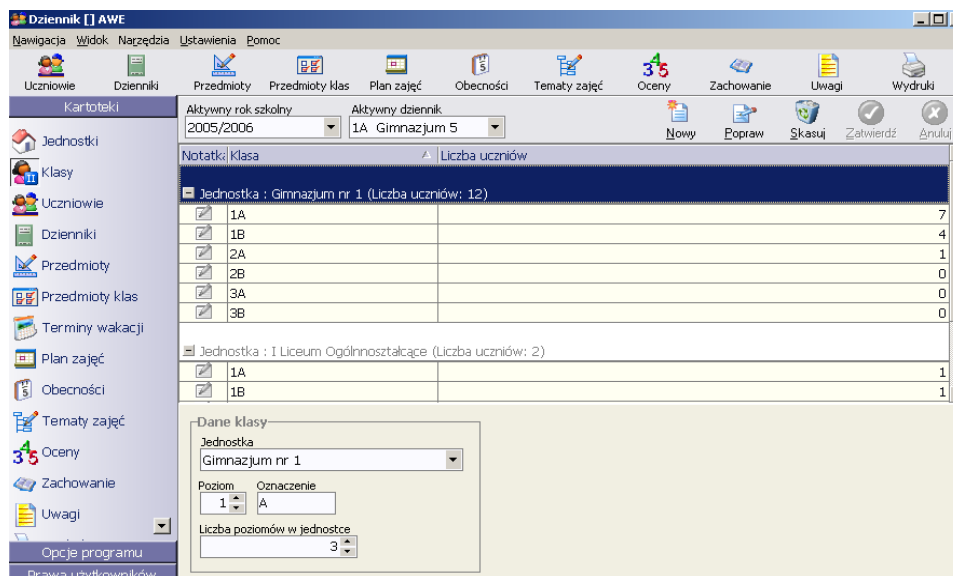 Dziennik [] AWE
Nawigacja Widok Narzędzia Ustawienia Pomoc
Uczniowie Dzienniki Przedmioty Przedmioty klas Plan zajęć Obecności Tematy zajęć Oceny Zachowanie Uwagi Wydruki
Kartoteki
Jednostki
Klasy
Uczniowie
Dzienniki
Przedmioty
Przedmioty klas
Terminy wakacji
Plan zajęć
Obecności
Tematy zajęć
Oceny
Zachowanie
Uwagi
Opcje programu
Prawa użytkowników
Aktywny rok szkolny Aktywny dziennik
2005/2006 1A Gimnazjum 5
Nowy Popraw Skasuj Zatwierdź Anuluj
Notatka Klasa Liczba uczniów
Jednostka : Gimnazjum nr 1 (Liczba uczniów: 12)
1A 7
1B 4
2A 1
2B 0
3A 0
3B 0
Jednostka : I Liceum Ogólnnoształcące (Liczba uczniów: 2)
1A 1
1B 1
Dane klasy
Jednostka
Gimnazjum nr 1
Poziom Oznaczenie
1 A
Liczba poziomów w jednostce
3